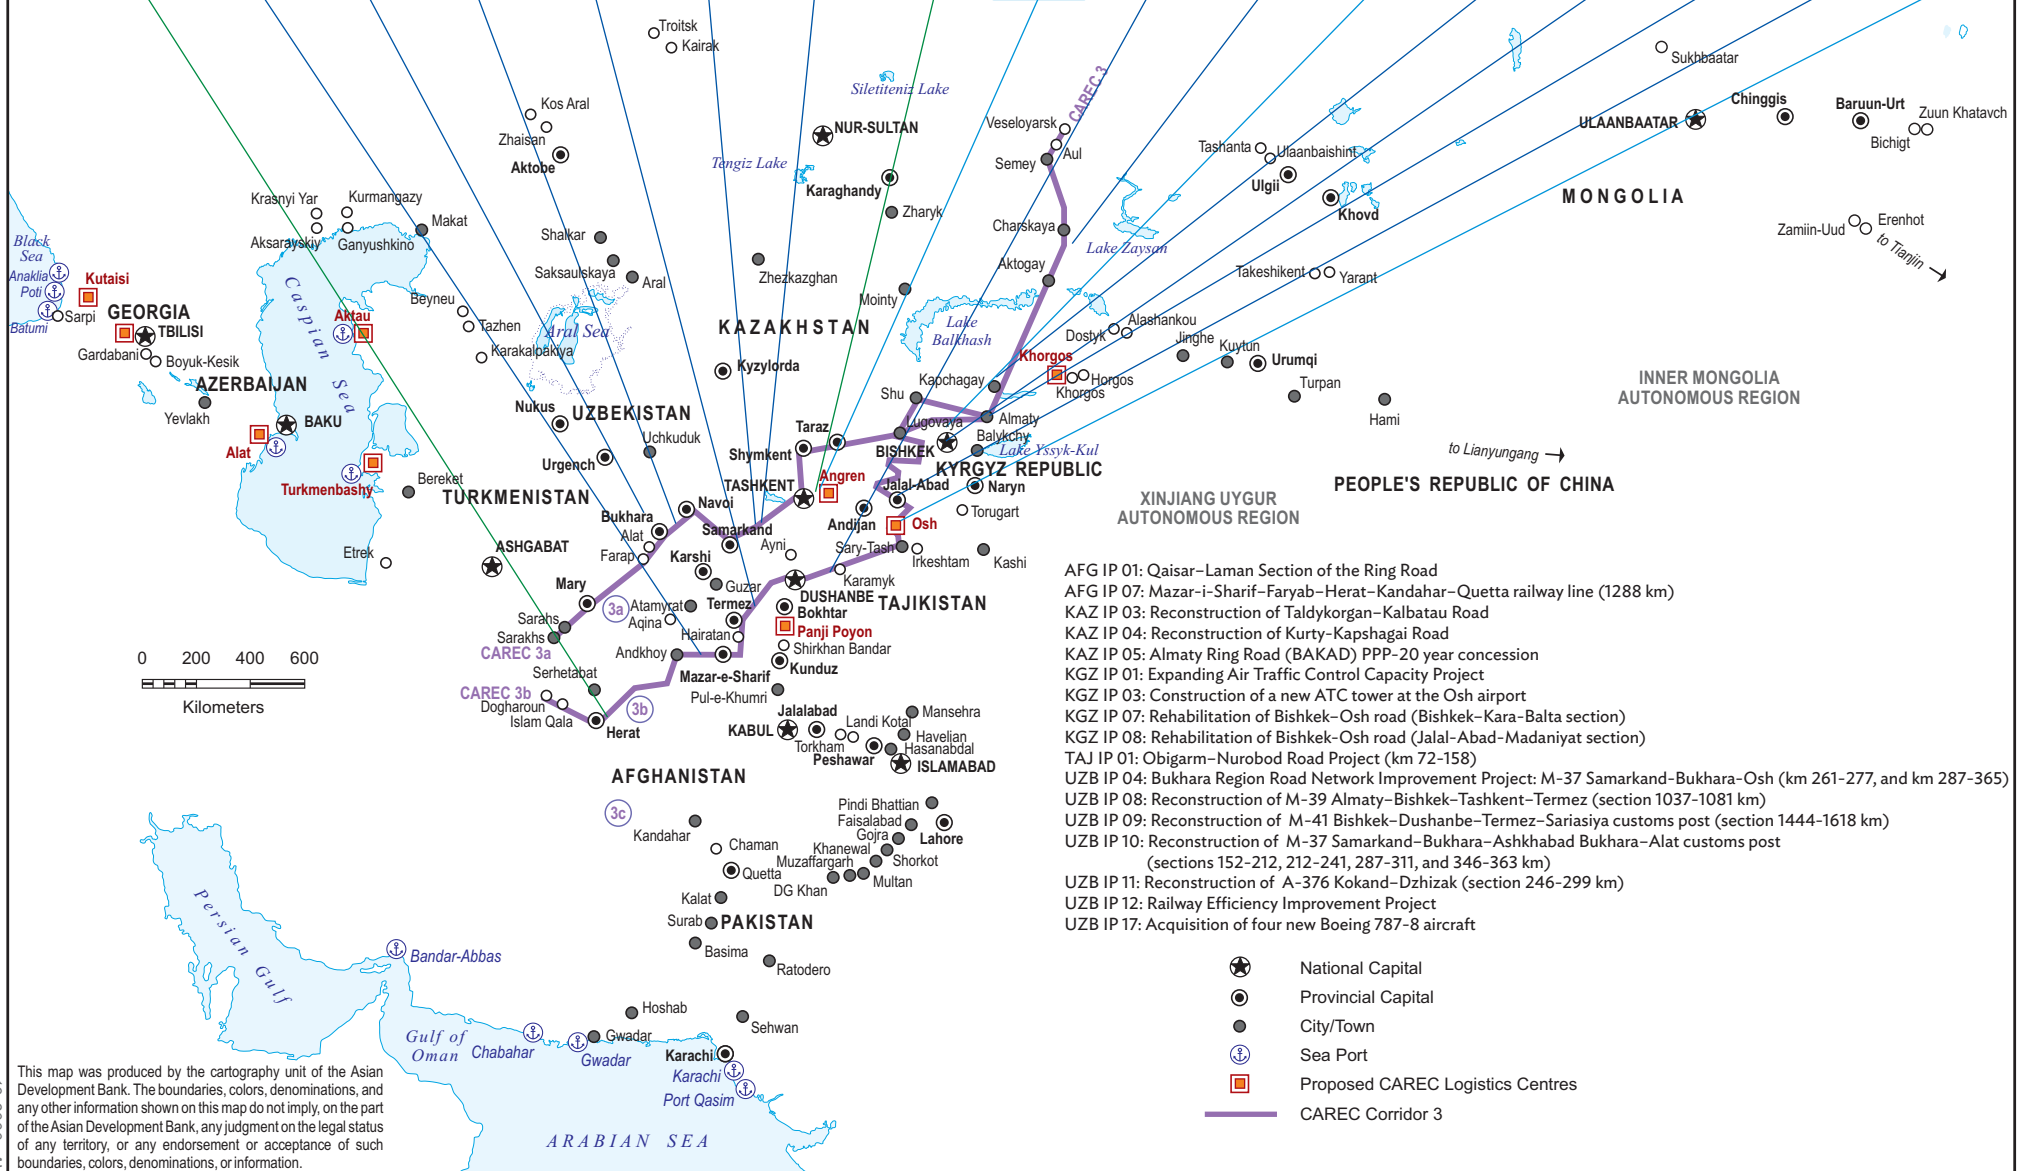 Troitsk
Kairak
Siletiteniz Lake
CAREC 3
Sukhbaatar
Kos Aral
Zhaisan
Aktobe
NUR-SULTAN
Tengiz Lake
Karaghandy
Zharyk
Veseloyarsk
Aul
Semey
Tashanta
Ulaanbaishint
Ulgii
Khovd
ULAANBAATAR
Chinggis
Baruun-Urt
Zuun Khatavch
Bichigt
MONGOLIA
Zamiin-Uud
Erenhot
to Tianjin
Krasnyi Yar
Kurmangazy
Aksarayskiy
Ganyushkino
Makat
Shalkar
Saksaulskaya
Aral
Zhezkazghan
Mointy
Charskaya
Lake Zaysan
Aktogay
Takeshikent
Yarant
Black
Sea
Anaklia
Poti
Batumi
Kutaisi
Sarpi
GEORGIA
TBILISI
Gardabani
Boyuk-Kesik
AZERBAIJAN
Yevlakh
BAKU
Alat
Caspian Sea
Aktau
Turkmenbashy
Beyneu
Tazhen
Karakalpakiya
Aral Sea
KAZAKHSTAN
Kyzylorda
Lake
Balkhash
Dostyk
Alashankou
Jinghe
Kuytun
Urumqi
Turpan
Hami
Khorgos
Horgos
Khorgos
Kapchagay
Shu
Almaty
Lugovaya
Balykchy
BISHKEK
Lake Yssyk-Kul
KYRGYZ REPUBLIC
Naryn
Torugart
INNER MONGOLIA
AUTONOMOUS REGION
to Lianyungang
PEOPLE'S REPUBLIC OF CHINA
XINJIANG UYGUR
AUTONOMOUS REGION
Nukus
UZBEKISTAN
Uchkuduk
Urgench
Taraz
Shymkent
TASHKENT
Angren
Jalal-Abad
Andijan
Osh
Sary-Tash
Irkeshtam
Kashi
Bereket
TURKMENISTAN
Navoi
Bukhara
Alat
Farap
Samarkand
Karshi
Ayni
Guzar
Karamyk
Etrek
ASHGABAT
Mary
3a
Atamyrat
Aqina
Termez
Hairatan
DUSHANBE
Bokhtar
TAJIKISTAN
Panji Poyon
Shirkhan Bandar
Kunduz
Sarahs
Sarakhs
CAREC 3a
Andkhoy
Mazar-e-Sharif
Pul-e-Khumri
Serhetabat
CAREC 3b
Dogharoun
Islam Qala
3b
Herat
0 200 400 600
Kilometers
Jalalabad
KABUL
Landi Kotal
Torkham
Peshawar
Mansehra
Havelian
Hasanabdal
ISLAMABAD
AFGHANISTAN
3c
Kandahar
Chaman
Quetta
Kalat
Surab
PAKISTAN
Basima
Ratodero
Pindi Bhattian
Faisalabad
Gojra
Lahore
Khanewal
Shorkot
Muzaffargarh
Multan
DG Khan
Persian Gulf
Bandar-Abbas
Gulf of
Oman
Chabahar
Hoshab
Gwadar
Gwadar
Sehwan
Karachi
Karachi
Port Qasim
ARABIAN SEA
AFG IP 01: Qaisar–Laman Section of the Ring Road
AFG IP 07: Mazar-i-Sharif–Faryab–Herat–Kandahar–Quetta railway line (1288 km)
KAZ IP 03: Reconstruction of Taldykorgan–Kalbatau Road
KAZ IP 04: Reconstruction of Kurty-Kapshagai Road
KAZ IP 05: Almaty Ring Road (BAKAD) PPP-20 year concession
KGZ IP 01: Expanding Air Traffic Control Capacity Project
KGZ IP 03: Construction of a new ATC tower at the Osh airport
KGZ IP 07: Rehabilitation of Bishkek–Osh road (Bishkek–Kara-Balta section)
KGZ IP 08: Rehabilitation of Bishkek-Osh road (Jalal-Abad-Madaniyat section)
TAJ IP 01: Obigarm–Nurobod Road Project (km 72-158)
UZB IP 04: Bukhara Region Road Network Improvement Project: M-37 Samarkand-Bukhara-Osh (km 261-277, and km 287-365)
UZB IP 08: Reconstruction of M-39 Almaty–Bishkek–Tashkent–Termez (section 1037-1081 km)
UZB IP 09: Reconstruction of M-41 Bishkek–Dushanbe–Termez–Sariasiya customs post (section 1444-1618 km)
UZB IP 10: Reconstruction of M-37 Samarkand–Bukhara–Ashkhabad Bukhara–Alat customs post
(sections 152-212, 212-241, 287-311, and 346-363 km)
UZB IP 11: Reconstruction of A-376 Kokand–Dzhizak (section 246-299 km)
UZB IP 12: Railway Efficiency Improvement Project
UZB IP 17: Acquisition of four new Boeing 787-8 aircraft
National Capital
Provincial Capital
City/Town
Sea Port
Proposed CAREC Logistics Centres
CAREC Corridor 3
This map was produced by the cartography unit of the Asian
Development Bank. The boundaries, colors, denominations, and
any other information shown on this map do not imply, on the part
of the Asian Development Bank, any judgment on the legal status
of any territory, or any endorsement or acceptance of such
boundaries, colors, denominations, or information.